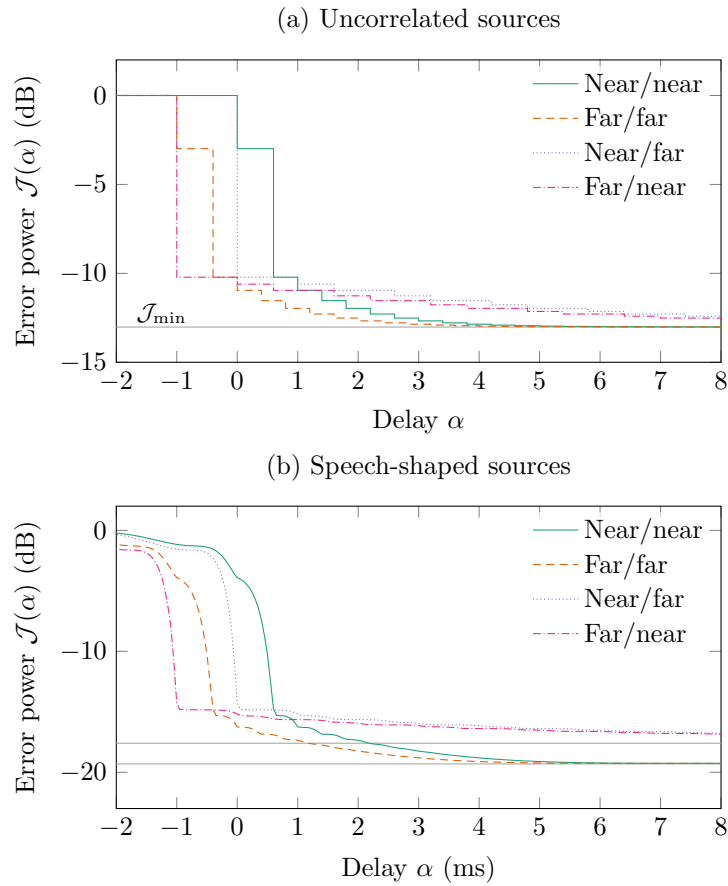 (a) Uncorrelated sources
Error power 𝒥(α) (dB)
0
−5
−10
−15
Near/near
Far/far
Near/far
Far/near
𝒥min
−2 −1 0 1 2 3 4 5 6 7 8
Delay α
(b) Speech-shaped sources
Error power 𝒥(α) (dB)
0
−10
−20
Near/near
Far/far
Near/far
Far/near
−2 −1 0 1 2 3 4 5 6 7 8
Delay α (ms)